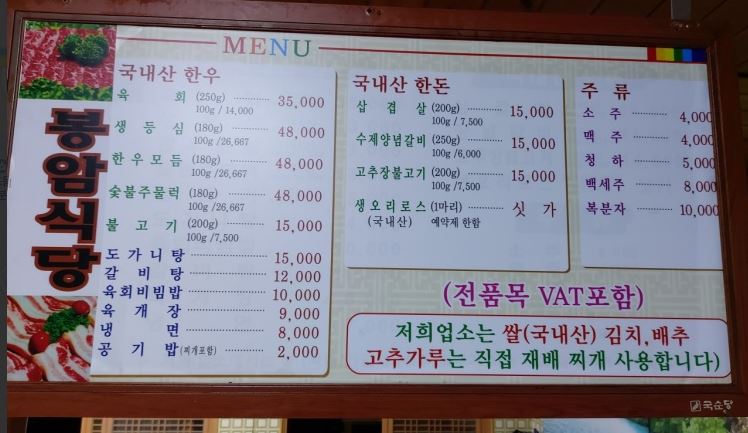 MENU
봉암식당
국내산 한우
육회 (250g) 35,000
100g / 14,000
생등심 (180g) 48,000
100g /26,667
한우모듬 (180g) 48,000
100g /26,667
숯불주물럭 (180g) 48,000
100g /26,667
불고기 (200g) 15,000
100g /7,500
도가니탕 15,000
갈비탕 12,000
육회비빔밥 10,000
육개장 9,000
냉면 8,000
공기밥(찌개포함) 2,000
국내산 한돈
삽겹살 (200g) 15,000
100g / 7,500
수제양념갈비 (250g) 15,000
100g /6,000
고추장불고기 (200g) 15,000
100g /7,500
생오리로스 (1마리) 싯가
(국내산) 예약제 한함
주류
소주 4,000
맥주 4,000
청하 5,000
백세주 8,000
복분자 10,000
(전품목 VAT포함)
저희업소는 쌀(국내산) 김치,배추
고추가루는 직접 재배 찌개 사용합니다)
국순당